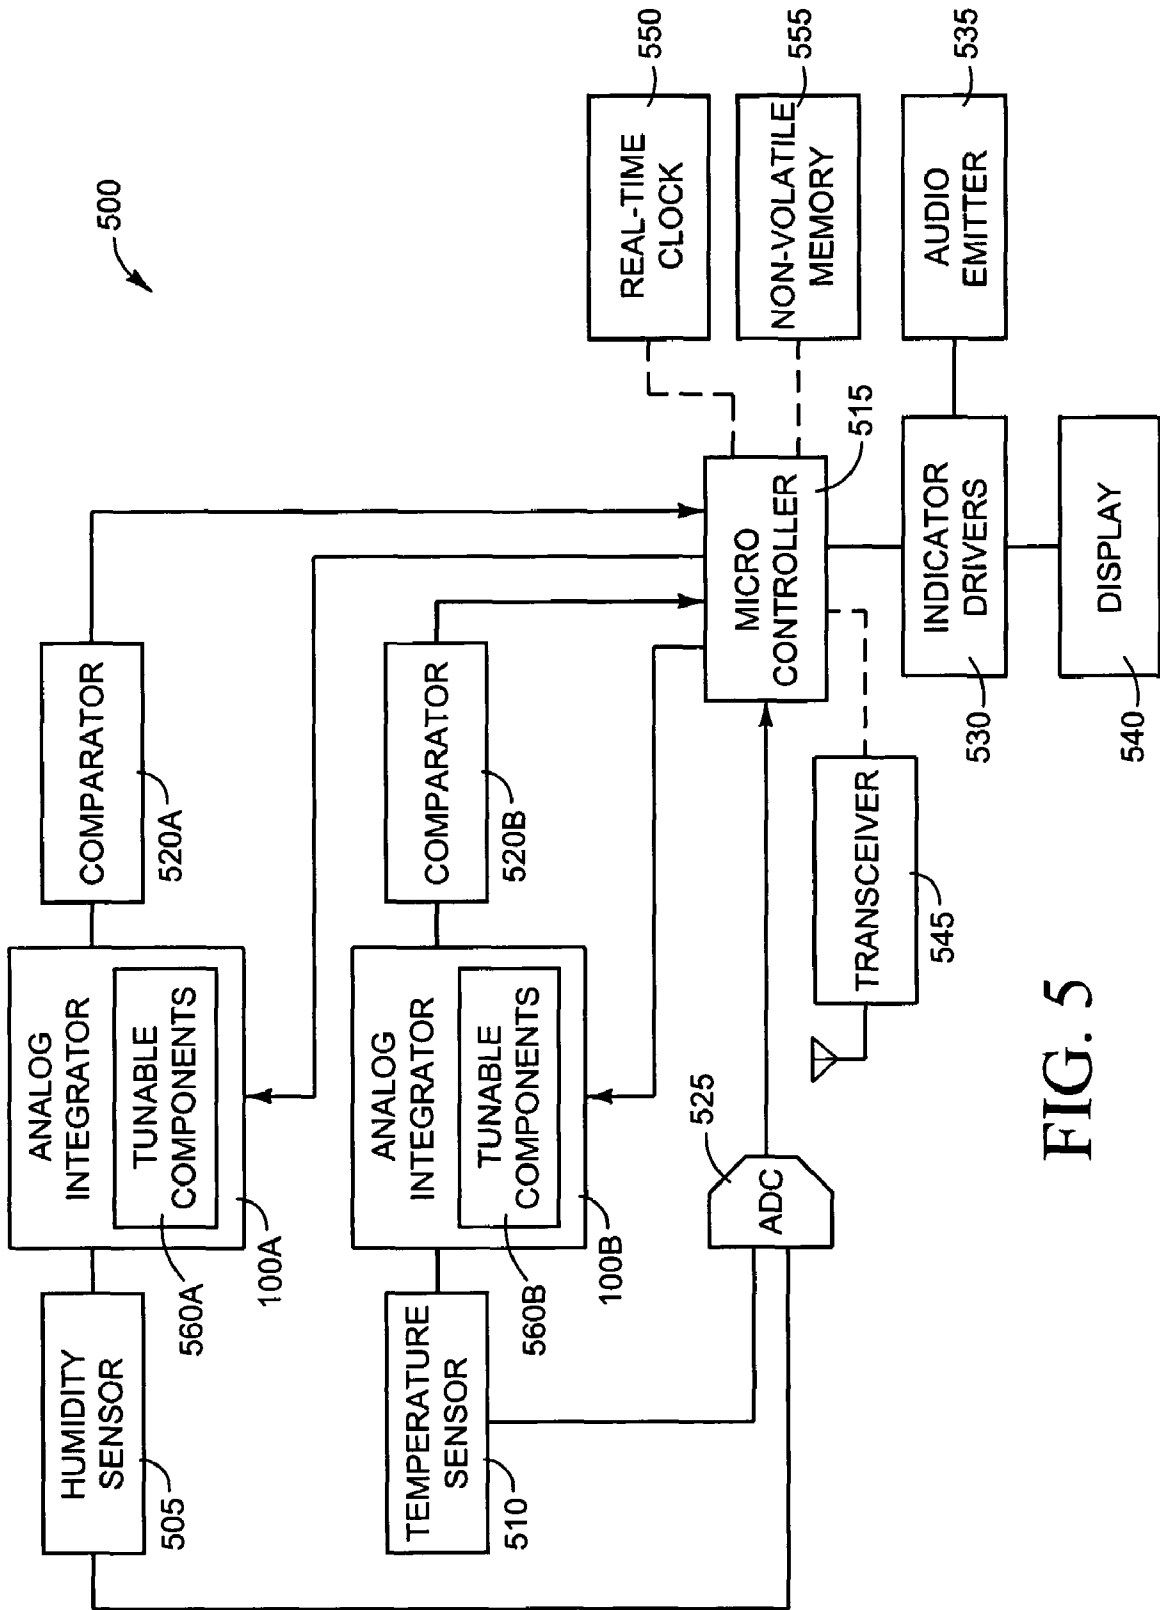 500
HUMIDITY
SENSOR
505
ANALOG
INTEGRATOR
TUNABLE
COMPONENTS
560A
100A
COMPARATOR
520A
TEMPERATURE
SENSOR
510
ANALOG
INTEGRATOR
TUNABLE
COMPONENTS
560B
100B
COMPARATOR
520B
ADC
525
MICRO
CONTROLLER
515
REAL-TIME
CLOCK
550
NON-VOLATILE
MEMORY
555
TRANSCEIVER
545
INDICATOR
DRIVERS
530
AUDIO
EMITTER
535
DISPLAY
540
FIG. 5